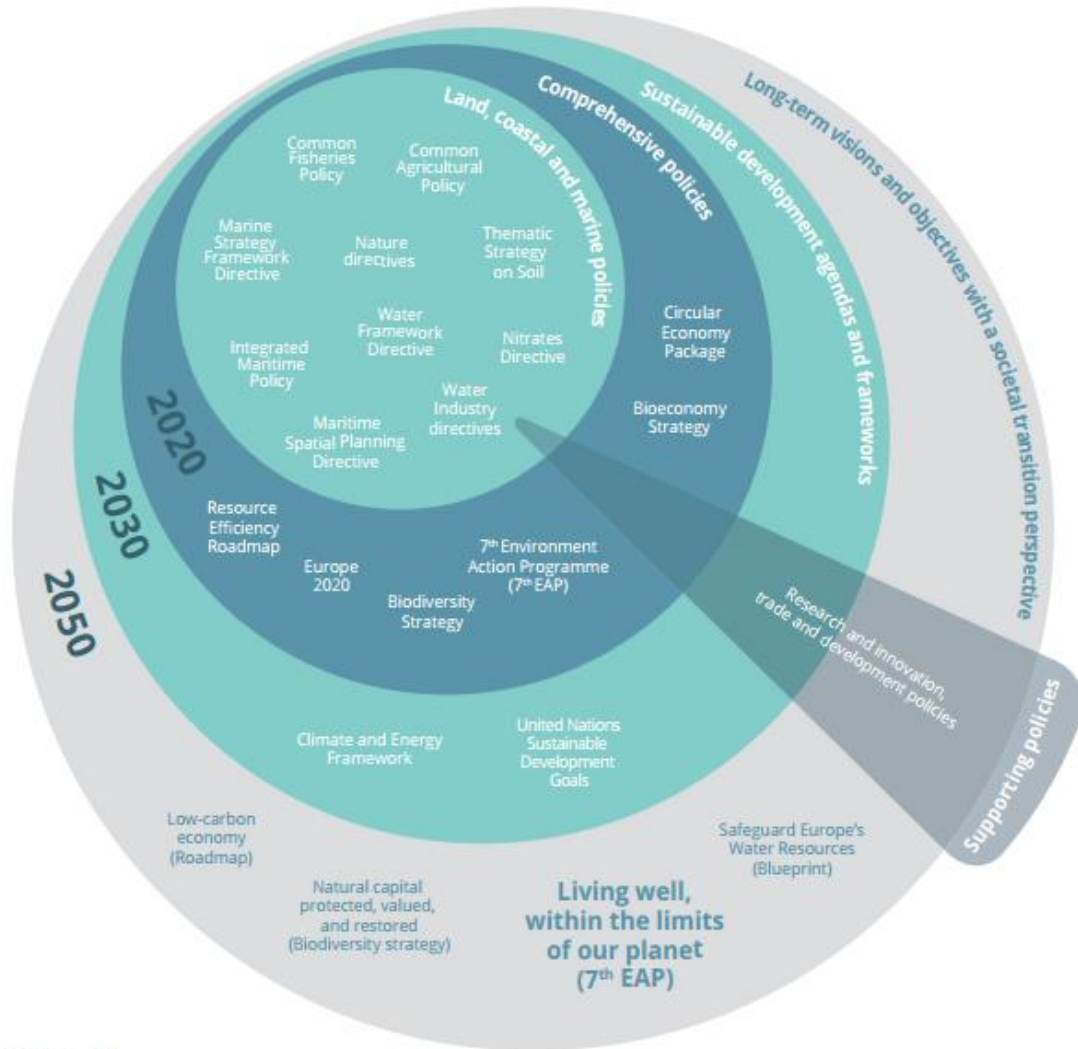 Long-term visions and objectives with a societal transition perspective
Sustainable development agendas and frameworks
Comprehensive policies
Land, coastal and marine policies
Common
Fisheries
Policy
Common
Agricultural
Policy
Marine
Strategy
Framework
Directive
Nature
directives
Thematic
Strategy
on Soil
Water
Framework
Directive
Nitrates
Directive
Integrated
Maritime
Policy
Water
Industry
directives
Maritime
Spatial Planning
Directive
Circular
Economy
Package
Bioeconomy
Strategy
2020
2030
2050
Resource
Efficiency
Roadmap
Europe
2020
Biodiversity
Strategy
7th Environment
Action Programme
(7th EAP)
Research and innovation,
trade and development policies
Supporting policies
Climate and Energy
Framework
United Nations
Sustainable
Development
Goals
Low-carbon
economy
(Roadmap)
Natural capital
protected, valued,
and restored
(Biodiversity strategy)
Living well,
within the limits
of our planet
(7th EAP)
Safeguard Europe's
Water Resources
(Blueprint)